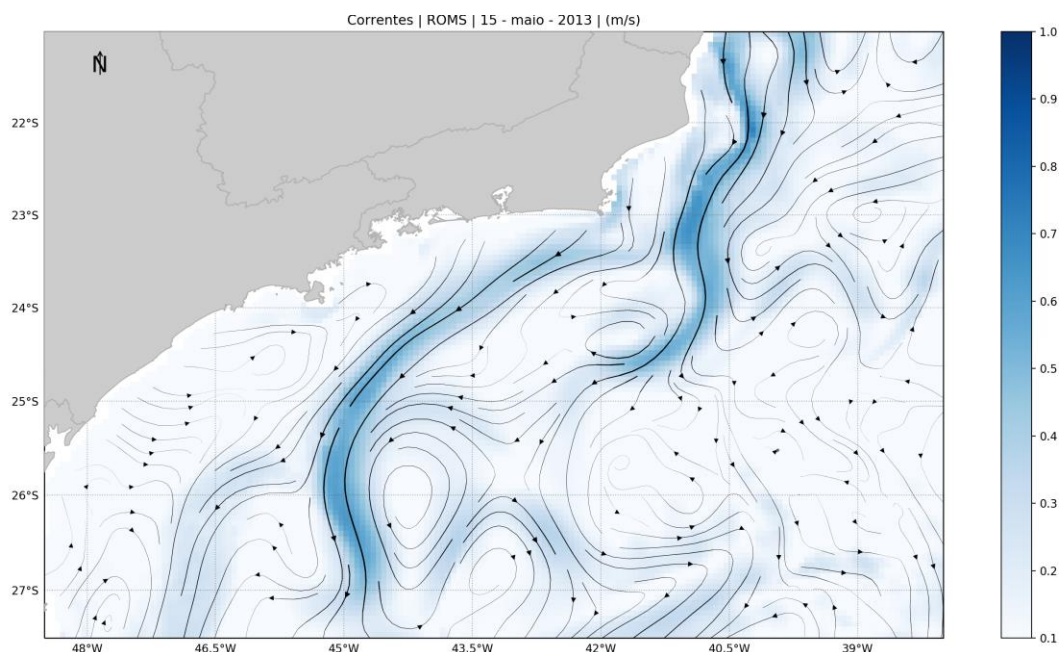 Correntes | ROMS | 15 - maio - 2013 | (m/s)
N
22°S
23°S
24°S
25°S
26°S
27°S
48°W 46.5°W 45°W 43.5°W 42°W 40.5°W 39°W
1.0
0.9
0.8
0.7
0.6
0.5
0.4
0.3
0.2
0.1